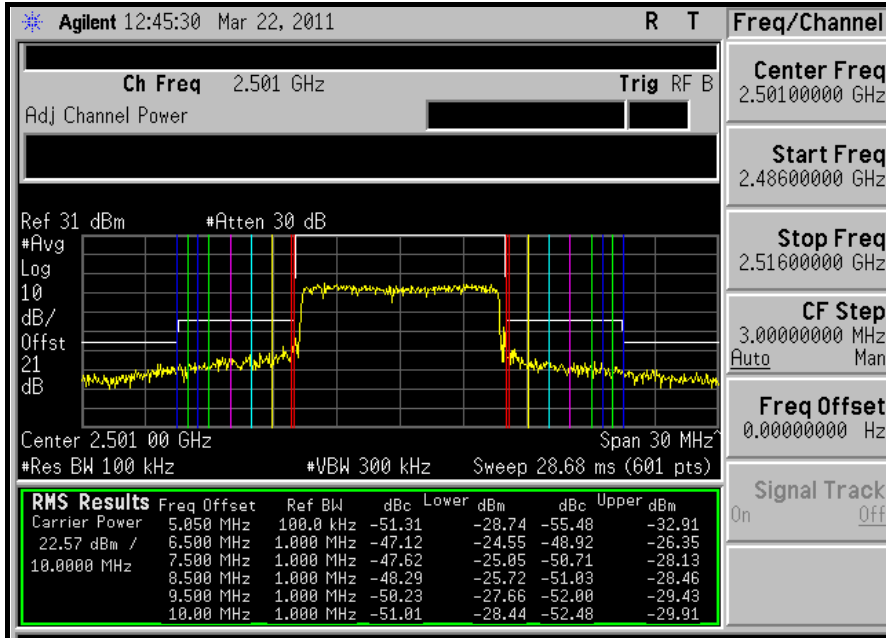 Agilent 12:45:30 Mar 22, 2011 R T
Freq/Channel
Ch Freq 2.501 GHz Trig RF B
Adj Channel Power
Center Freq
2.50100000 GHz
Start Freq
2.48600000 GHz
Stop Freq
2.51600000 GHz
CF Step
3.00000000 MHz
Auto Man
Freq Offset
0.00000000 Hz
Signal Track
On Off
Ref 31 dBm #Atten 30 dB
#Avg
Log
10
dB/
Offst
21
dB
Center 2.501 00 GHz Span 30 MHz^
#Res BW 100 kHz #VBW 300 kHz Sweep 28.68 ms (601 pts)
RMS Results Freq Offset Ref BW dBc Lower dBm dBc Upper dBm
Carrier Power 5.050 MHz 100.0 kHz -51.31 -28.74 -55.48 -32.91
22.57 dBm / 6.500 MHz 1.000 MHz -47.12 -24.55 -48.92 -26.35
10.0000 MHz 7.500 MHz 1.000 MHz -47.62 -25.05 -50.71 -28.13
8.500 MHz 1.000 MHz -48.29 -25.72 -51.03 -28.46
9.500 MHz 1.000 MHz -50.23 -27.66 -52.00 -29.43
10.00 MHz 1.000 MHz -51.01 -28.44 -52.48 -29.91